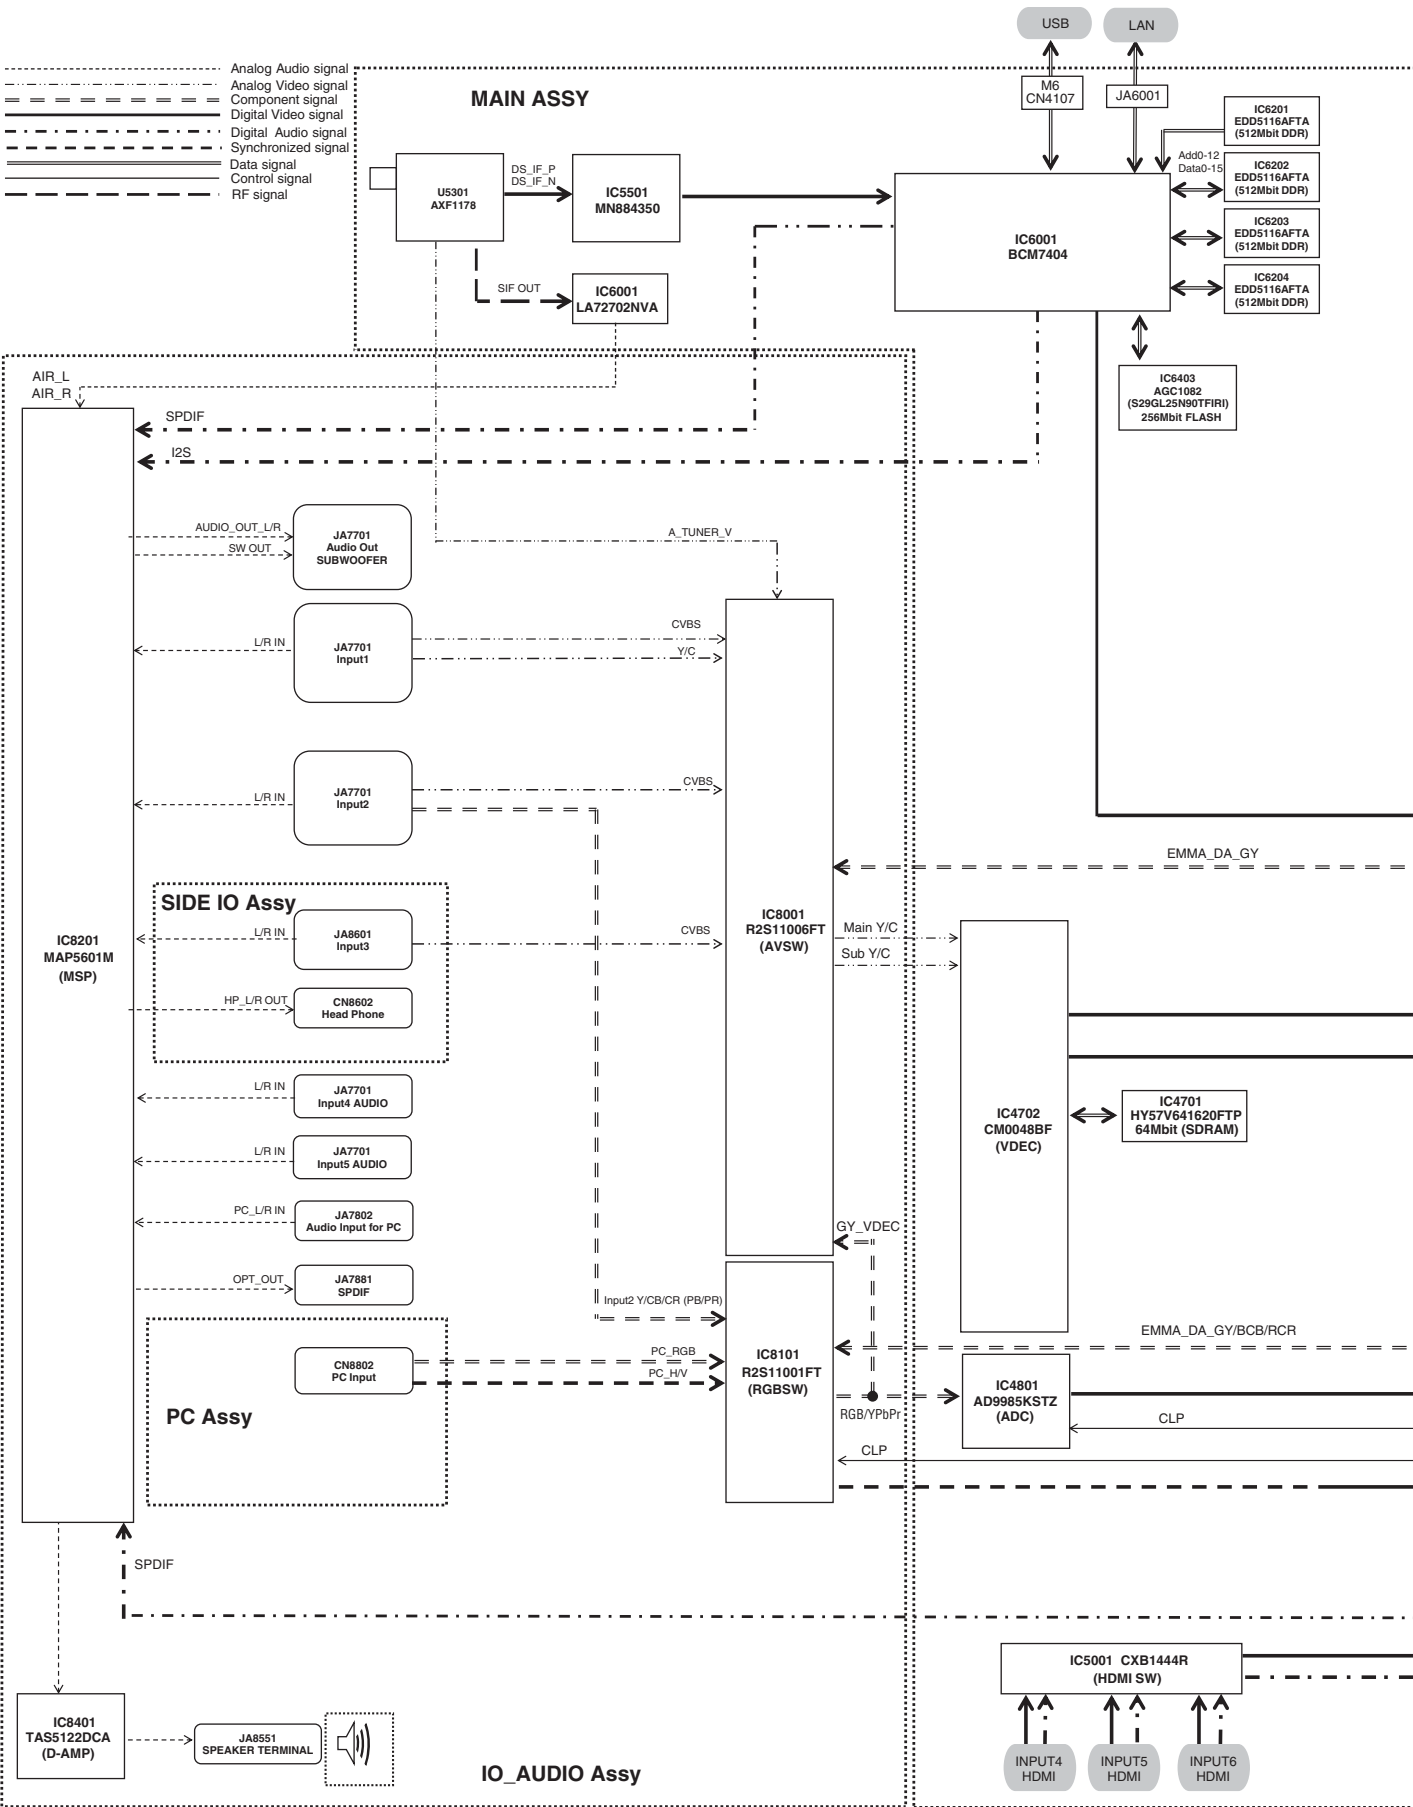 USB
LAN
Analog Audio signal
Analog Video signal
Component signal
Digital Video signal
Digital Audio signal
Synchronized signal
Data signal
Control signal
RF signal
MAIN ASSY
M6
CN4107
JA6001
IC6201
EDD5116AFTA
(512Mbit DDR)
Add0-12
Data0-15
IC6202
EDD5116AFTA
(512Mbit DDR)
IC6203
EDD5116AFTA
(512Mbit DDR)
IC6204
EDD5116AFTA
(512Mbit DDR)
U5301
AXF1178
DS_IF_P
DS_IF_N
IC5501
MN884350
IC6001
BCM7404
SIF OUT
IC6001
LA72702NVA
IC6403
AGC1082
(S29GL25N90TFIRI)
256Mbit FLASH
AIR_L
AIR_R
SPDIF
I2S
AUDIO_OUT_L/R
SW OUT
JA7701
Audio Out
SUBWOOFER
A_TUNER_V
L/R IN
JA7701
Input1
CVBS
Y/C
L/R IN
JA7701
Input2
CVBS
EMMA_DA_GY
SIDE IO Assy
L/R IN
JA8601
Input3
CVBS
IC8201
MAP5601M
(MSP)
IC8001
R2S11006FT
(AVSW)
Main Y/C
Sub Y/C
HP_L/R OUT
CN8602
Head Phone
L/R IN
JA7701
Input4 AUDIO
IC4702
CM0048BF
(VDEC)
IC4701
HY57V641620FTP
64Mbit (SDRAM)
L/R IN
JA7701
Input5 AUDIO
PC_L/R IN
JA7802
Audio Input for PC
GY_VDEC
OPT_OUT
JA7881
SPDIF
Input2 Y/CB/CR (PB/PR)
EMMA_DA_GY/BCB/RCR
CN8802
PC Input
PC_RGB
PC_H/V
IC8101
R2S11001FT
(RGBSW)
RGB/YPbPr
IC4801
AD9985KSTZ
(ADC)
CLP
CLP
PC Assy
SPDIF
IC5001 CXB1444R
(HDMI SW)
IC8401
TAS5122DCA
(D-AMP)
JA8551
SPEAKER TERMINAL
IO_AUDIO Assy
INPUT4
HDMI
INPUT5
HDMI
INPUT6
HDMI